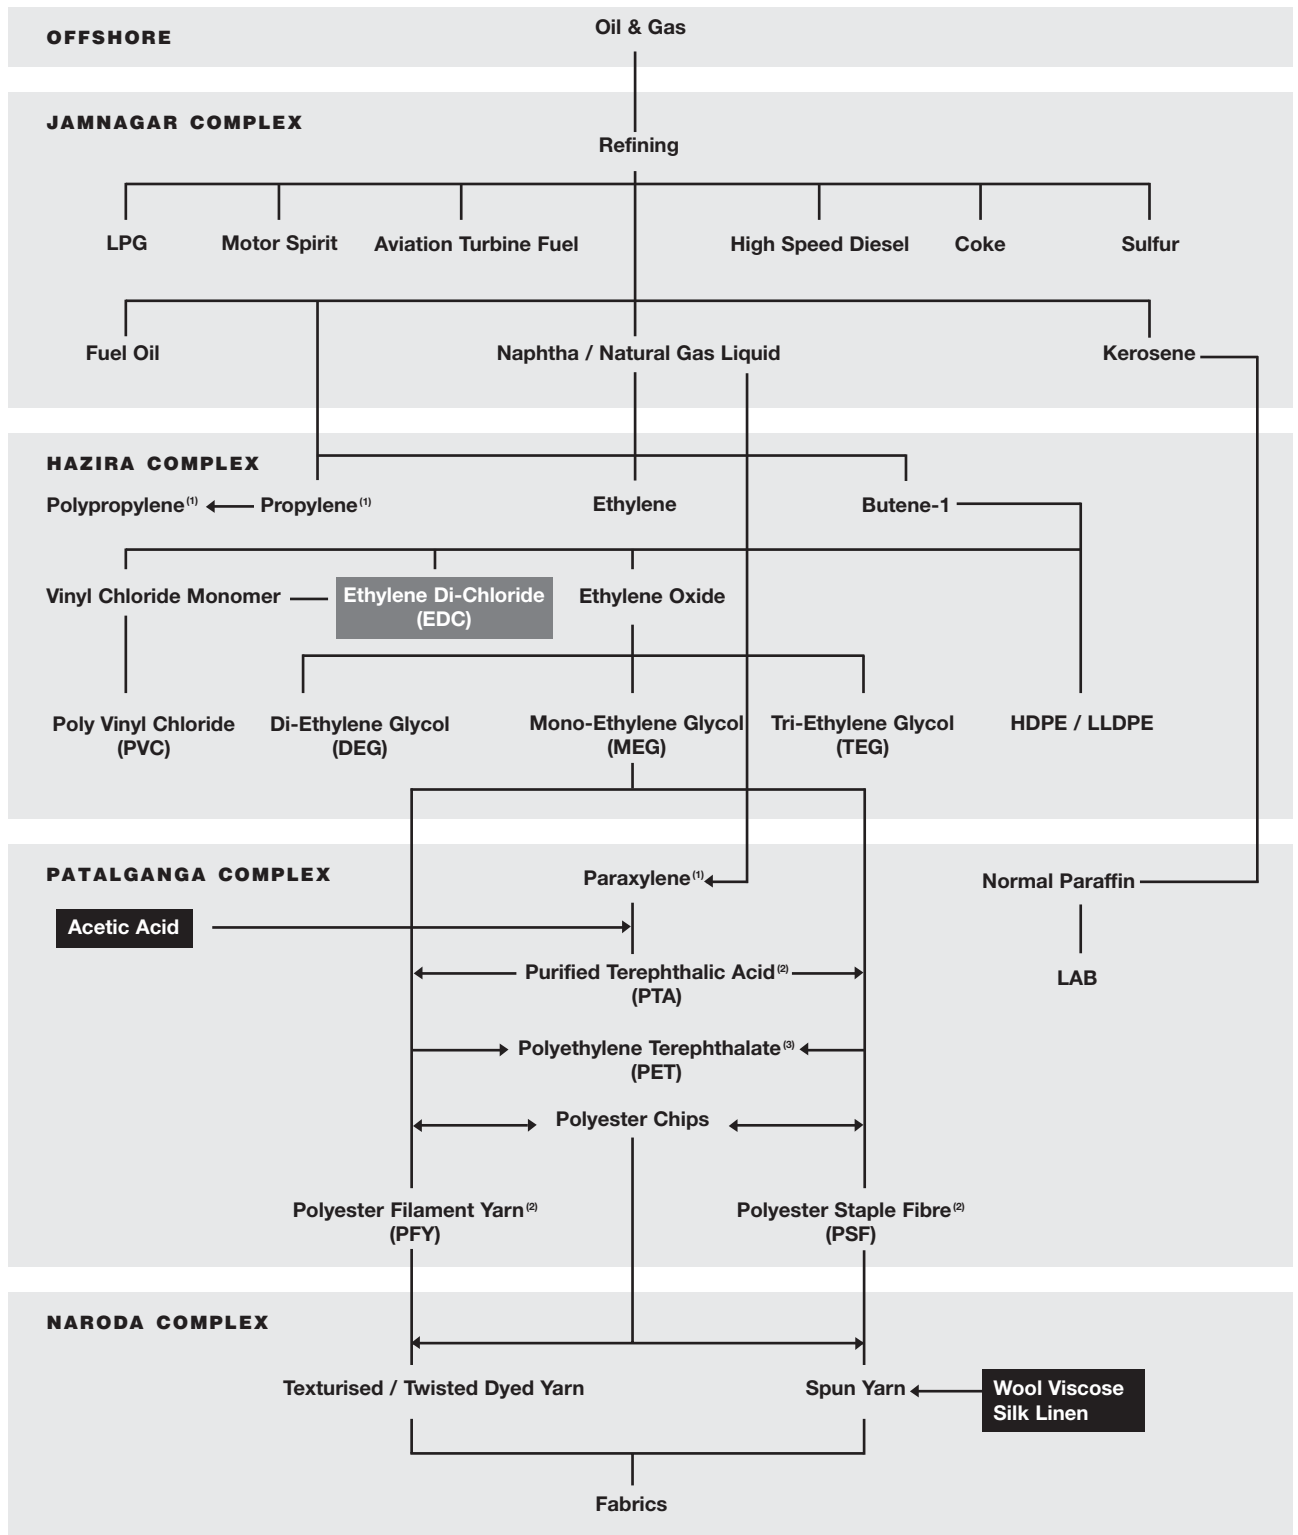 OFFSHORE
Oil & Gas
JAMNAGAR COMPLEX
Refining
LPG
Motor Spirit
Aviation Turbine Fuel
High Speed Diesel
Coke
Sulfur
Fuel Oil
Naphtha / Natural Gas Liquid
Kerosene
HAZIRA COMPLEX
Polypropylene(1)
Propylene(1)
Ethylene
Butene-1
Vinyl Chloride Monomer
Ethylene Di-Chloride
(EDC)
Ethylene Oxide
Poly Vinyl Chloride
(PVC)
Di-Ethylene Glycol
(DEG)
Mono-Ethylene Glycol
(MEG)
Tri-Ethylene Glycol
(TEG)
HDPE / LLDPE
PATALGANGA COMPLEX
Paraxylene(1)
Normal Paraffin
Acetic Acid
Purified Terephthalic Acid(2)
(PTA)
LAB
Polyethylene Terephthalate(3)
(PET)
Polyester Chips
Polyester Filament Yarn(2)
(PFY)
Polyester Staple Fibre(2)
(PSF)
NARODA COMPLEX
Texturised / Twisted Dyed Yarn
Spun Yarn
Wool Viscose
Silk Linen
Fabrics